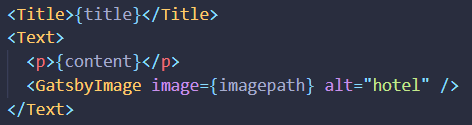 <Title>{title}</Title>
<Text>
<p>{content}</p>
<GatsbyImage image={imagepath} alt="hotel" />
</Text>